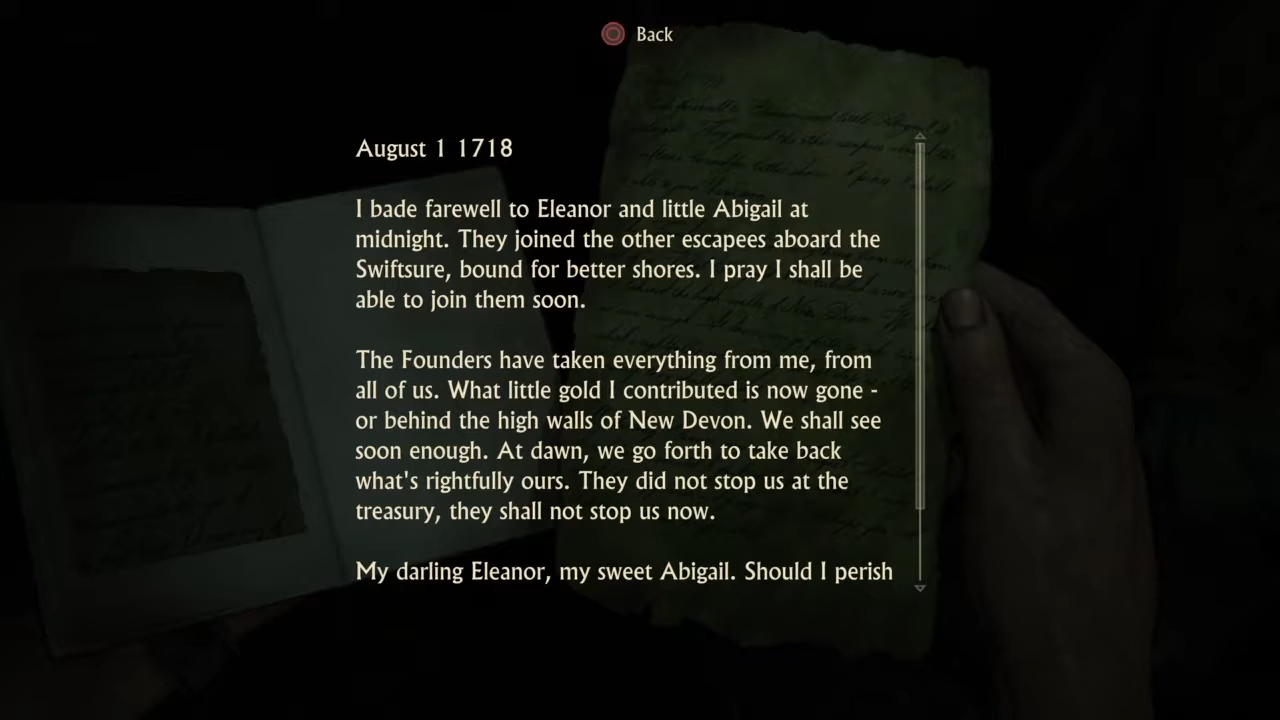 Back
August 1 1718
I bade farewell to Eleanor and little Abigail at
midnight. They joined the other escapees aboard the
Swiftsure, bound for better shores. I pray I shall be
able to join them soon.
The Founders have taken everything from me, from
all of us. What little gold I contributed is now gone -
or behind the high walls of New Devon. We shall see
soon enough. At dawn, we go forth to take back
what's rightfully ours. They did not stop us at the
treasury, they shall not stop us now.
My darling Eleanor, my sweet Abigail. Should I perish